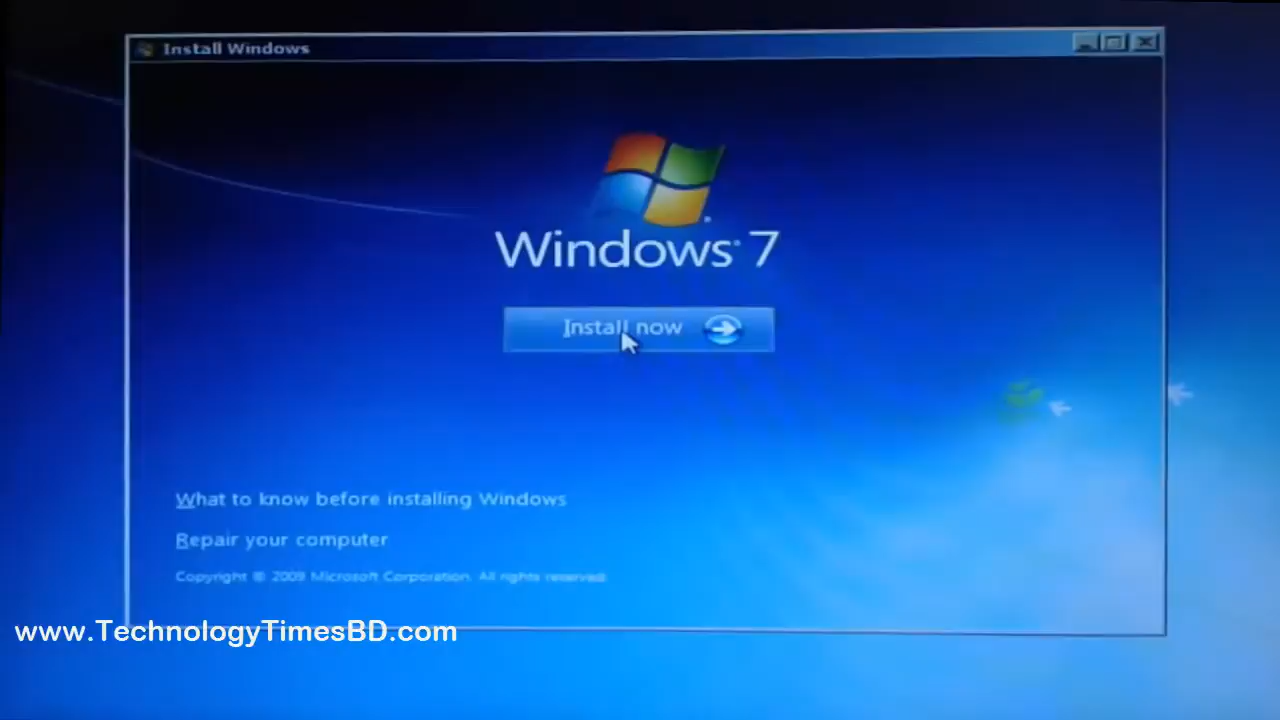 Install Windows
Windows 7
Install now
What to know before installing Windows
Repair your computer
Copyright © 2009 Microsoft Corporation. All rights reserved.
www.TechnologyTimesBD.com